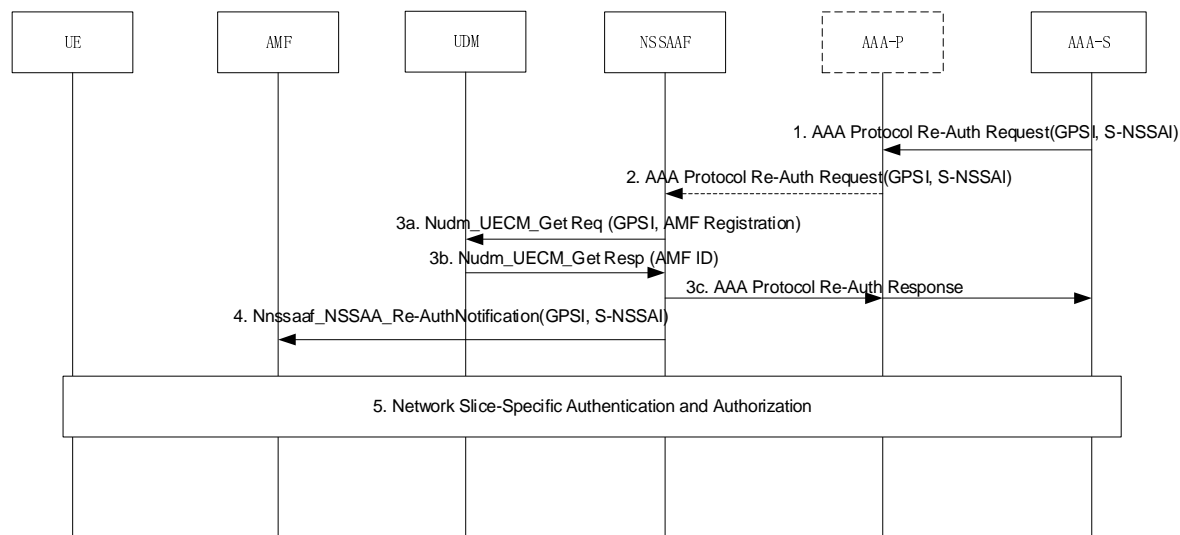 UE
AMF
UDM
NSSAAF
AAA-P
AAA-S
1. AAA Protocol Re-Auth Request(GPSI, S-NSSAI)
2. AAA Protocol Re-Auth Request(GPSI, S-NSSAI)
3a. Nudm_UECM_Get Req (GPSI, AMF Registration)
3b. Nudm_UECM_Get Resp (AMF ID)
3c. AAA Protocol Re-Auth Response
4. Nnssaaf_NSSAA_Re-AuthNotification(GPSI, S-NSSAI)
5. Network Slice-Specific Authentication and Authorization